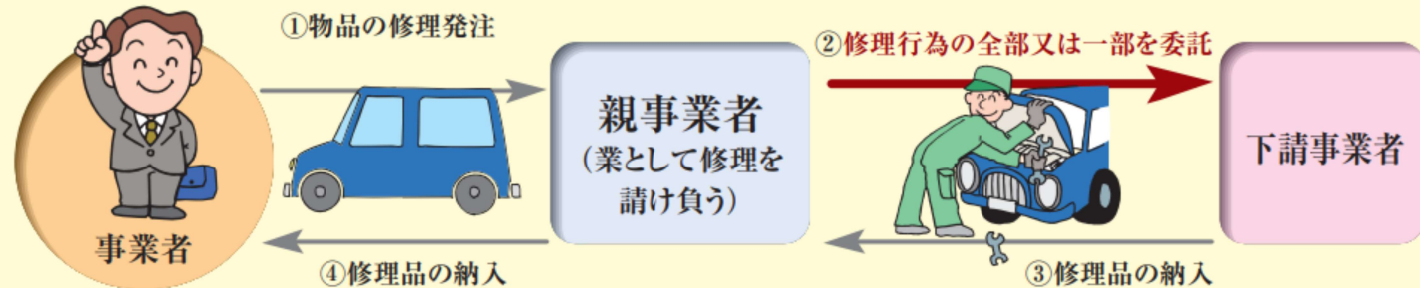 ①物品の修理発注
②修理行為の全部又は一部を委託
親事業者
（業として修理を
請け負う）
下請事業者
事業者
④修理品の納入
③修理品の納入